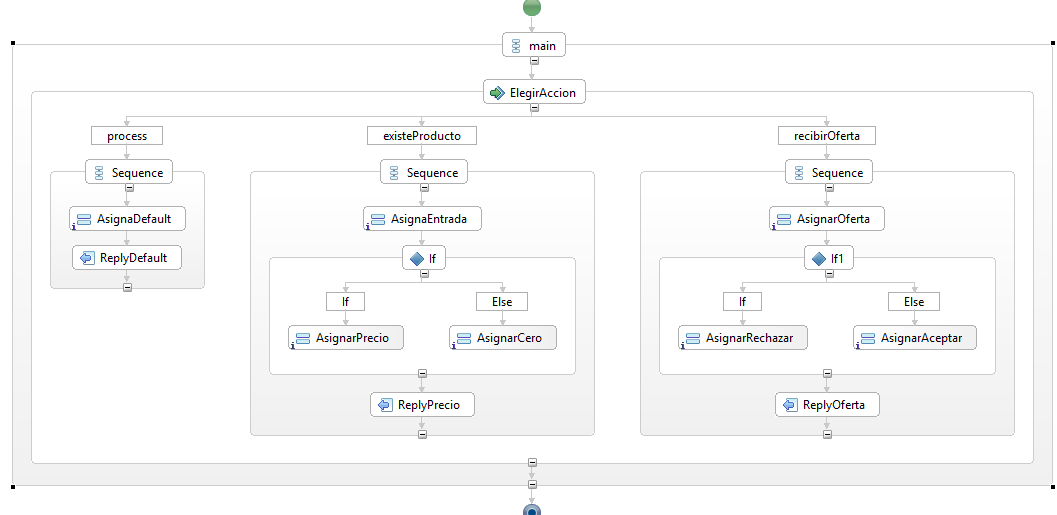 main
ElegirAccion
process
existeProducto
recibirOferta
Sequence
Sequence
Sequence
AsignaDefault
AsignaEntrada
AsignarOferta
ReplyDefault
If
If1
If
Else
If
Else
AsignarPrecio
AsignarCero
AsignarRechazar
AsignarAceptar
ReplyPrecio
ReplyOferta